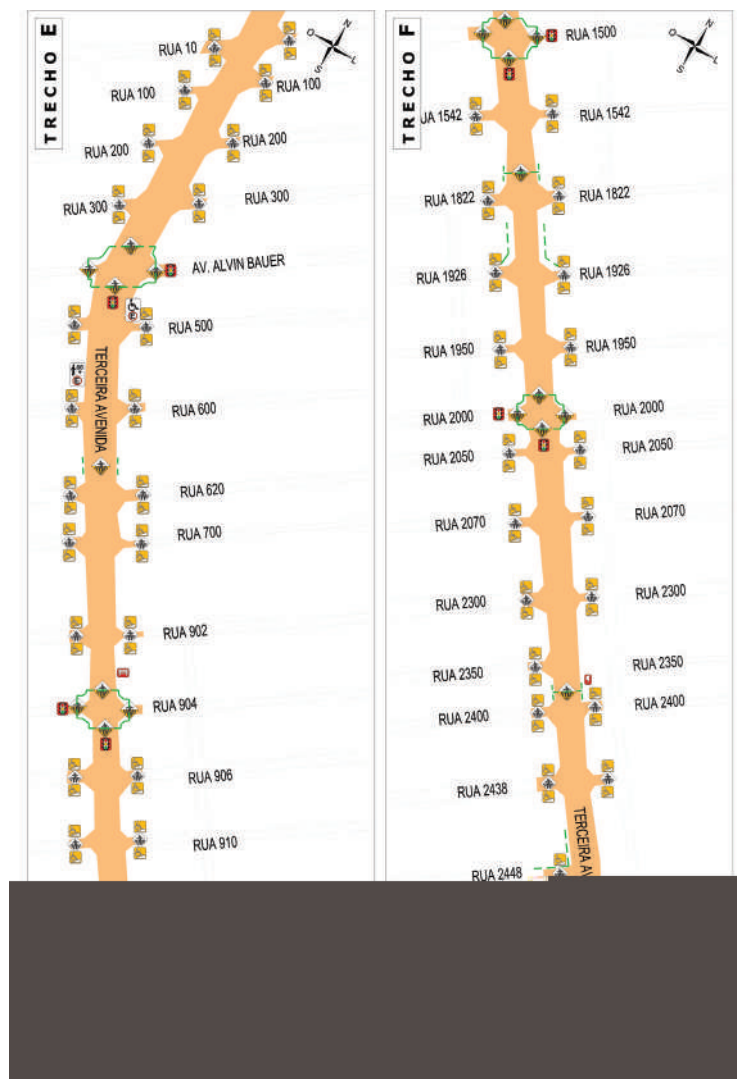 TRECHO E
N
O
L
S
RUA 10
RUA 100
RUA 100
RUA 200
RUA 200
RUA 300
RUA 300
AV. ALVIN BAUER
RUA 500
TERCEIRA AVENIDA
RUA 600
RUA 620
RUA 700
RUA 902
RUA 904
RUA 906
RUA 910
TRECHO F
N
O
L
S
RUA 1500
RUA 1542
RUA 1542
RUA 1822
RUA 1822
RUA 1926
RUA 1926
RUA 1950
RUA 1950
RUA 2000
RUA 2000
RUA 2050
RUA 2050
RUA 2070
RUA 2070
RUA 2300
RUA 2300
RUA 2350
RUA 2350
RUA 2400
RUA 2400
RUA 2438
TERCEIRA AV
RUA 2448